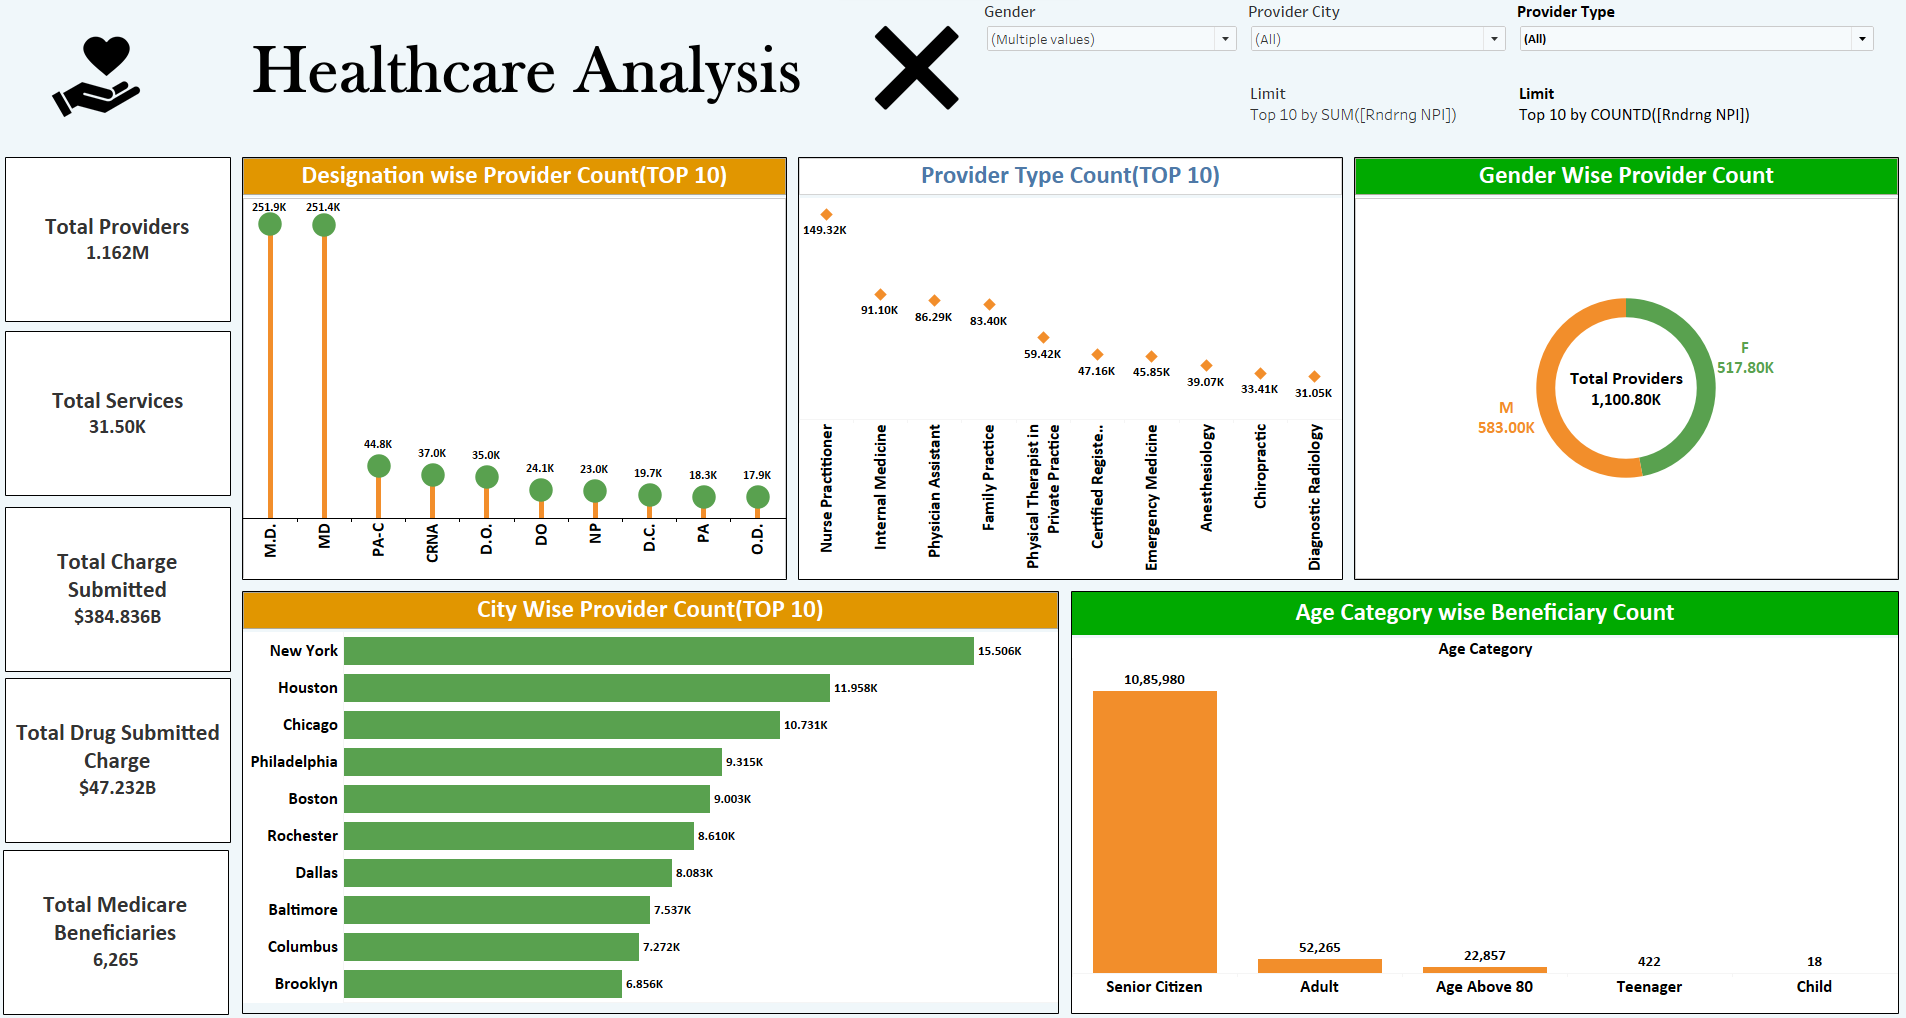 Healthcare Analysis
Gender
(Multiple values)
Provider City
(All)
Provider Type
(All)
Limit
Top 10 by SUM([Rndrng NPI])
Limit
Top 10 by COUNTD([Rndrng NPI])
Total Providers
1.162M
Total Services
31.50K
Total Charge
Submitted
$384.836B
Total Drug Submitted
Charge
$47.232B
Total Medicare
Beneficiaries
6,265
Designation wise Provider Count(TOP 10)
251.9K
251.4K
44.8K
37.0K
35.0K
24.1K
23.0K
19.7K
18.3K
17.9K
M.D.
MD
PA-C
CRNA
D.O.
DO
NP
D.C.
PA
O.D.
Provider Type Count(TOP 10)
149.32K
91.10K
86.29K
83.40K
59.42K
47.16K
45.85K
39.07K
33.41K
31.05K
Nurse Practitioner
Internal Medicine
Physician Assistant
Family Practice
Physical Therapist in
Private Practice
Certified Registe..
Emergency Medicine
Anesthesiology
Chiropractic
Diagnostic Radiology
Gender Wise Provider Count
F
517.80K
Total Providers
1,100.80K
M
583.00K
City Wise Provider Count(TOP 10)
New York 15.506K
Houston 11.958K
Chicago 10.731K
Philadelphia 9.315K
Boston 9.003K
Rochester 8.610K
Dallas 8.083K
Baltimore 7.537K
Columbus 7.272K
Brooklyn 6.856K
Age Category wise Beneficiary Count
Age Category
10,85,980
52,265
22,857
422
18
Senior Citizen
Adult
Age Above 80
Teenager
Child